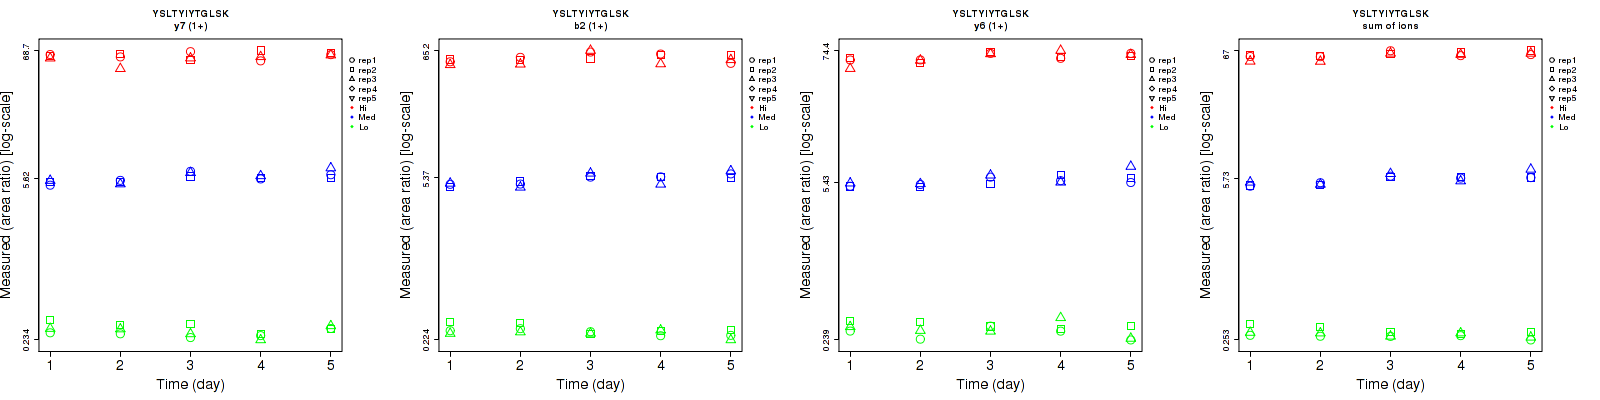 YSLTYIYTGLSK
y7 (1+)
Measured (area ratio) [log-scale]
68.7
5.62
0.234
1 2 3 4 5
Time (day)
rep1
rep2
rep3
rep4
rep5
Hi
Med
Lo
YSLTYIYTGLSK
b2 (1+)
Measured (area ratio) [log-scale]
65.2
5.37
0.224
1 2 3 4 5
Time (day)
rep1
rep2
rep3
rep4
rep5
Hi
Med
Lo
YSLTYIYTGLSK
y6 (1+)
Measured (area ratio) [log-scale]
74.4
5.43
0.239
1 2 3 4 5
Time (day)
rep1
rep2
rep3
rep4
rep5
Hi
Med
Lo
YSLTYIYTGLSK
sum of ions
Measured (area ratio) [log-scale]
67
5.73
0.253
1 2 3 4 5
Time (day)
rep1
rep2
rep3
rep4
rep5
Hi
Med
Lo